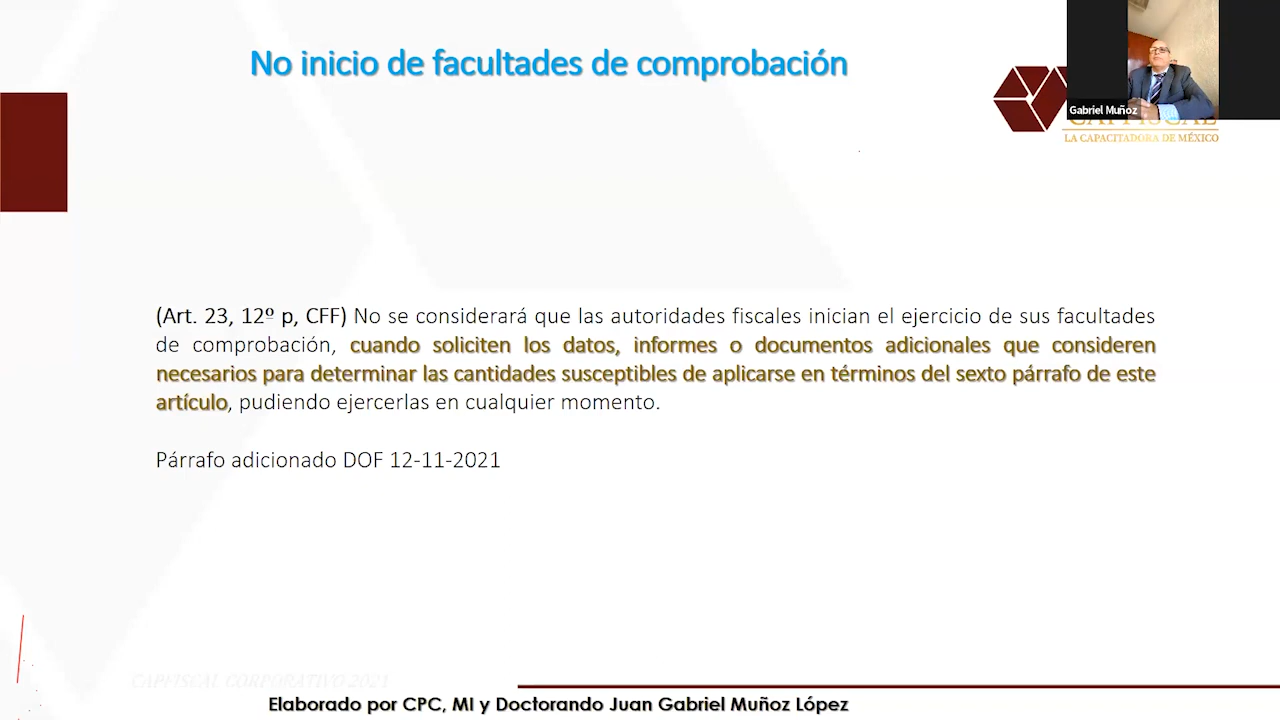 No inicio de facultades de comprobación
Gabriel Muñoz
CAPFISCAL
LA CAPACITADORA DE MÉXICO
(Art. 23, 12º p, CFF) No se considerará que las autoridades fiscales inician el ejercicio de sus facultades
de comprobación, cuando soliciten los datos, informes o documentos adicionales que consideren
necesarios para determinar las cantidades susceptibles de aplicarse en términos del sexto párrafo de este
artículo, pudiendo ejercerlas en cualquier momento.
Párrafo adicionado DOF 12-11-2021
CAPFISCAL CORPORATIVO 2021
Elaborado por CPC, MI y Doctorando Juan Gabriel Muñoz López